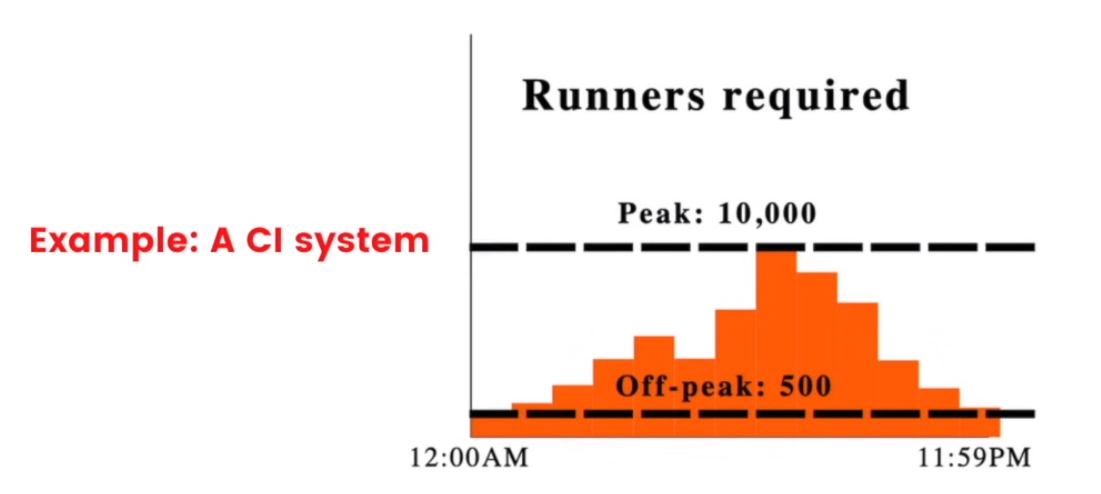 Runners required
Peak: 10,000
Example: A CI system
Off-peak: 500
12:00AM
11:59PM